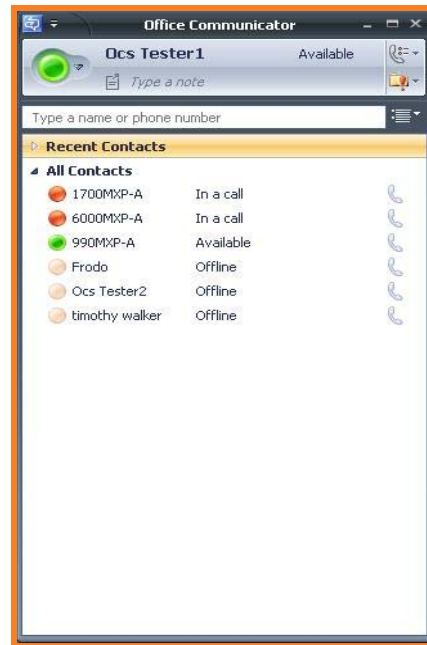 Office Communicator
Ocs Tester1 Available
Type a note
Type a name or phone number
Recent Contacts
All Contacts
1700MXP-A In a call
6000MXP-A In a call
990MXP-A Available
Frodo Offline
Ocs Tester2 Offline
timothy walker Offline